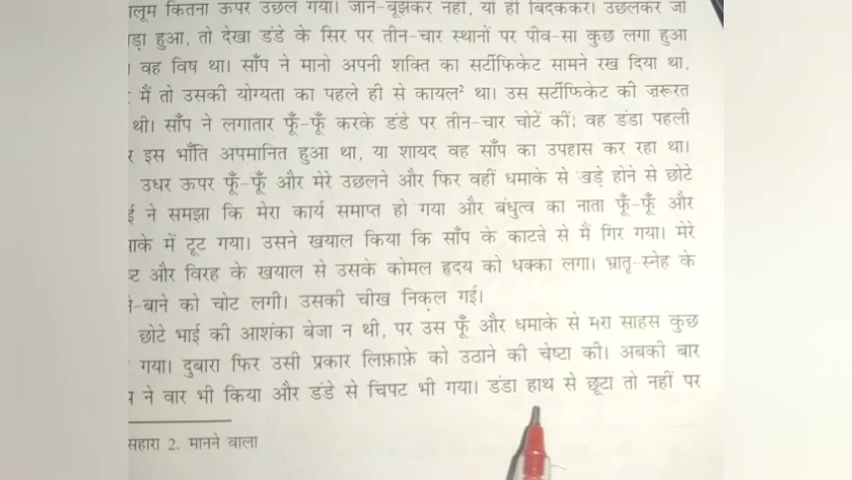 कितना ऊपर उछल गया। जान-बूझकर नहीं, यों ही बिदककर। उछलकर जो
हुआ, तो देखा डंडे के सिर पर तीन-चार स्थानों पर पीव-सा कुछ लगा हुआ
वह विष था। साँप ने मानो अपनी शक्ति का सर्टीफिकेट सामने रख दिया था,
मैं तो उसकी योग्यता का पहले ही से कायल² था। उस सर्टीफिकेट की ज़रूरत
थी। साँप ने लगातार फूँ-फूँ करके डंडे पर तीन-चार चोटें कीं; वह डंडा पहली
इस भाँति अपमानित हुआ था, या शायद वह साँप का उपहास कर रहा था।
उधर ऊपर फूँ-फूँ और मेरे उछलने और फिर वहीं धमाके से खड़े होने से छोटे
ने समझा कि मेरा कार्य समाप्त हो गया और बंधुत्व का नाता फूँ-फूँ और
में टूट गया। उसने खयाल किया कि साँप के काटने से मैं गिर गया। मेरे
और विरह के खयाल से उसके कोमल हृदय को धक्का लगा। भ्रातृ-स्नेह के
-बाने को चोट लगी। उसकी चीख निकल गई।
छोटे भाई की आशंका बेजा न थी, पर उस फूँ और धमाके से मेरा साहस कुछ
गया। दुबारा फिर उसी प्रकार लिफ़ाफ़े को उठाने की चेष्टा की। अबकी बार
ने वार भी किया और डंडे से चिपट भी गया। डंडा हाथ से छूटा तो नहीं पर
सहारा 2. मानने वाला